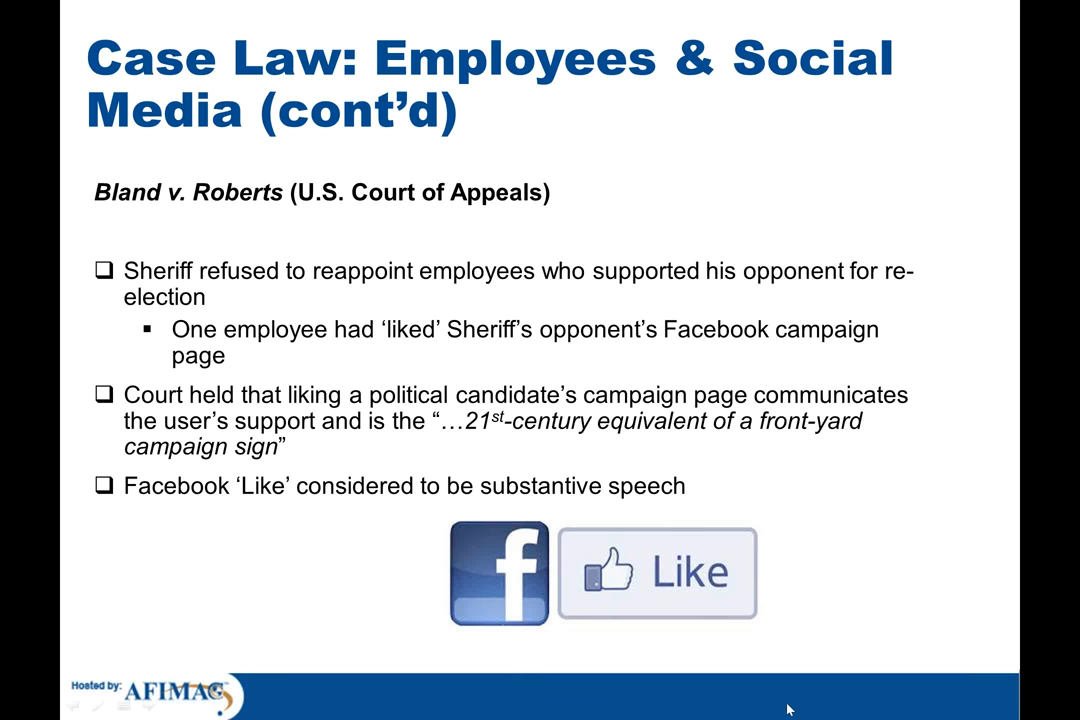 Case Law: Employees & Social
Media (cont’d)
Bland v. Roberts (U.S. Court of Appeals)
❑ Sheriff refused to reappoint employees who supported his opponent for re-
election
▪ One employee had ‘liked’ Sheriff’s opponent’s Facebook campaign
page
❑ Court held that liking a political candidate’s campaign page communicates
the user’s support and is the “…21st-century equivalent of a front-yard
campaign sign”
❑ Facebook ‘Like’ considered to be substantive speech
f
Like
Hosted by: AFIMAC™